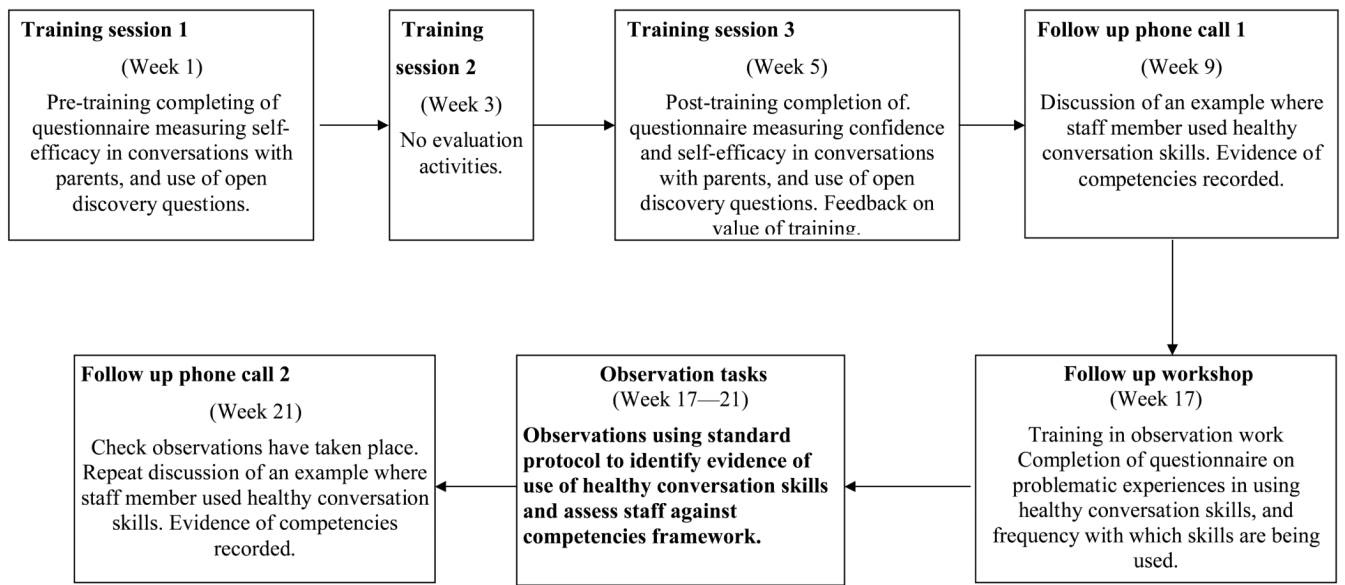 Training session 1
(Week 1)
Pre-training completing of
questionnaire measuring self-
efficacy in conversations with
parents, and use of open
discovery questions.
Training
session 2
(Week 3)
No evaluation
activities.
Training session 3
(Week 5)
Post-training completion of.
questionnaire measuring confidence
and self-efficacy in conversations
with parents, and use of open
discovery questions. Feedback on
value of training.
Follow up phone call 1
(Week 9)
Discussion of an example where
staff member used healthy
conversation skills. Evidence of
competencies recorded.
Follow up workshop
(Week 17)
Training in observation work
Completion of questionnaire on
problematic experiences in using
healthy conversation skills, and
frequency with which skills are being
used.
Observation tasks
(Week 17—21)
Observations using standard
protocol to identify evidence of
use of healthy conversation skills
and assess staff against
competencies framework.
Follow up phone call 2
(Week 21)
Check observations have taken place.
Repeat discussion of an example where
staff member used healthy conversation
skills. Evidence of competencies
recorded.